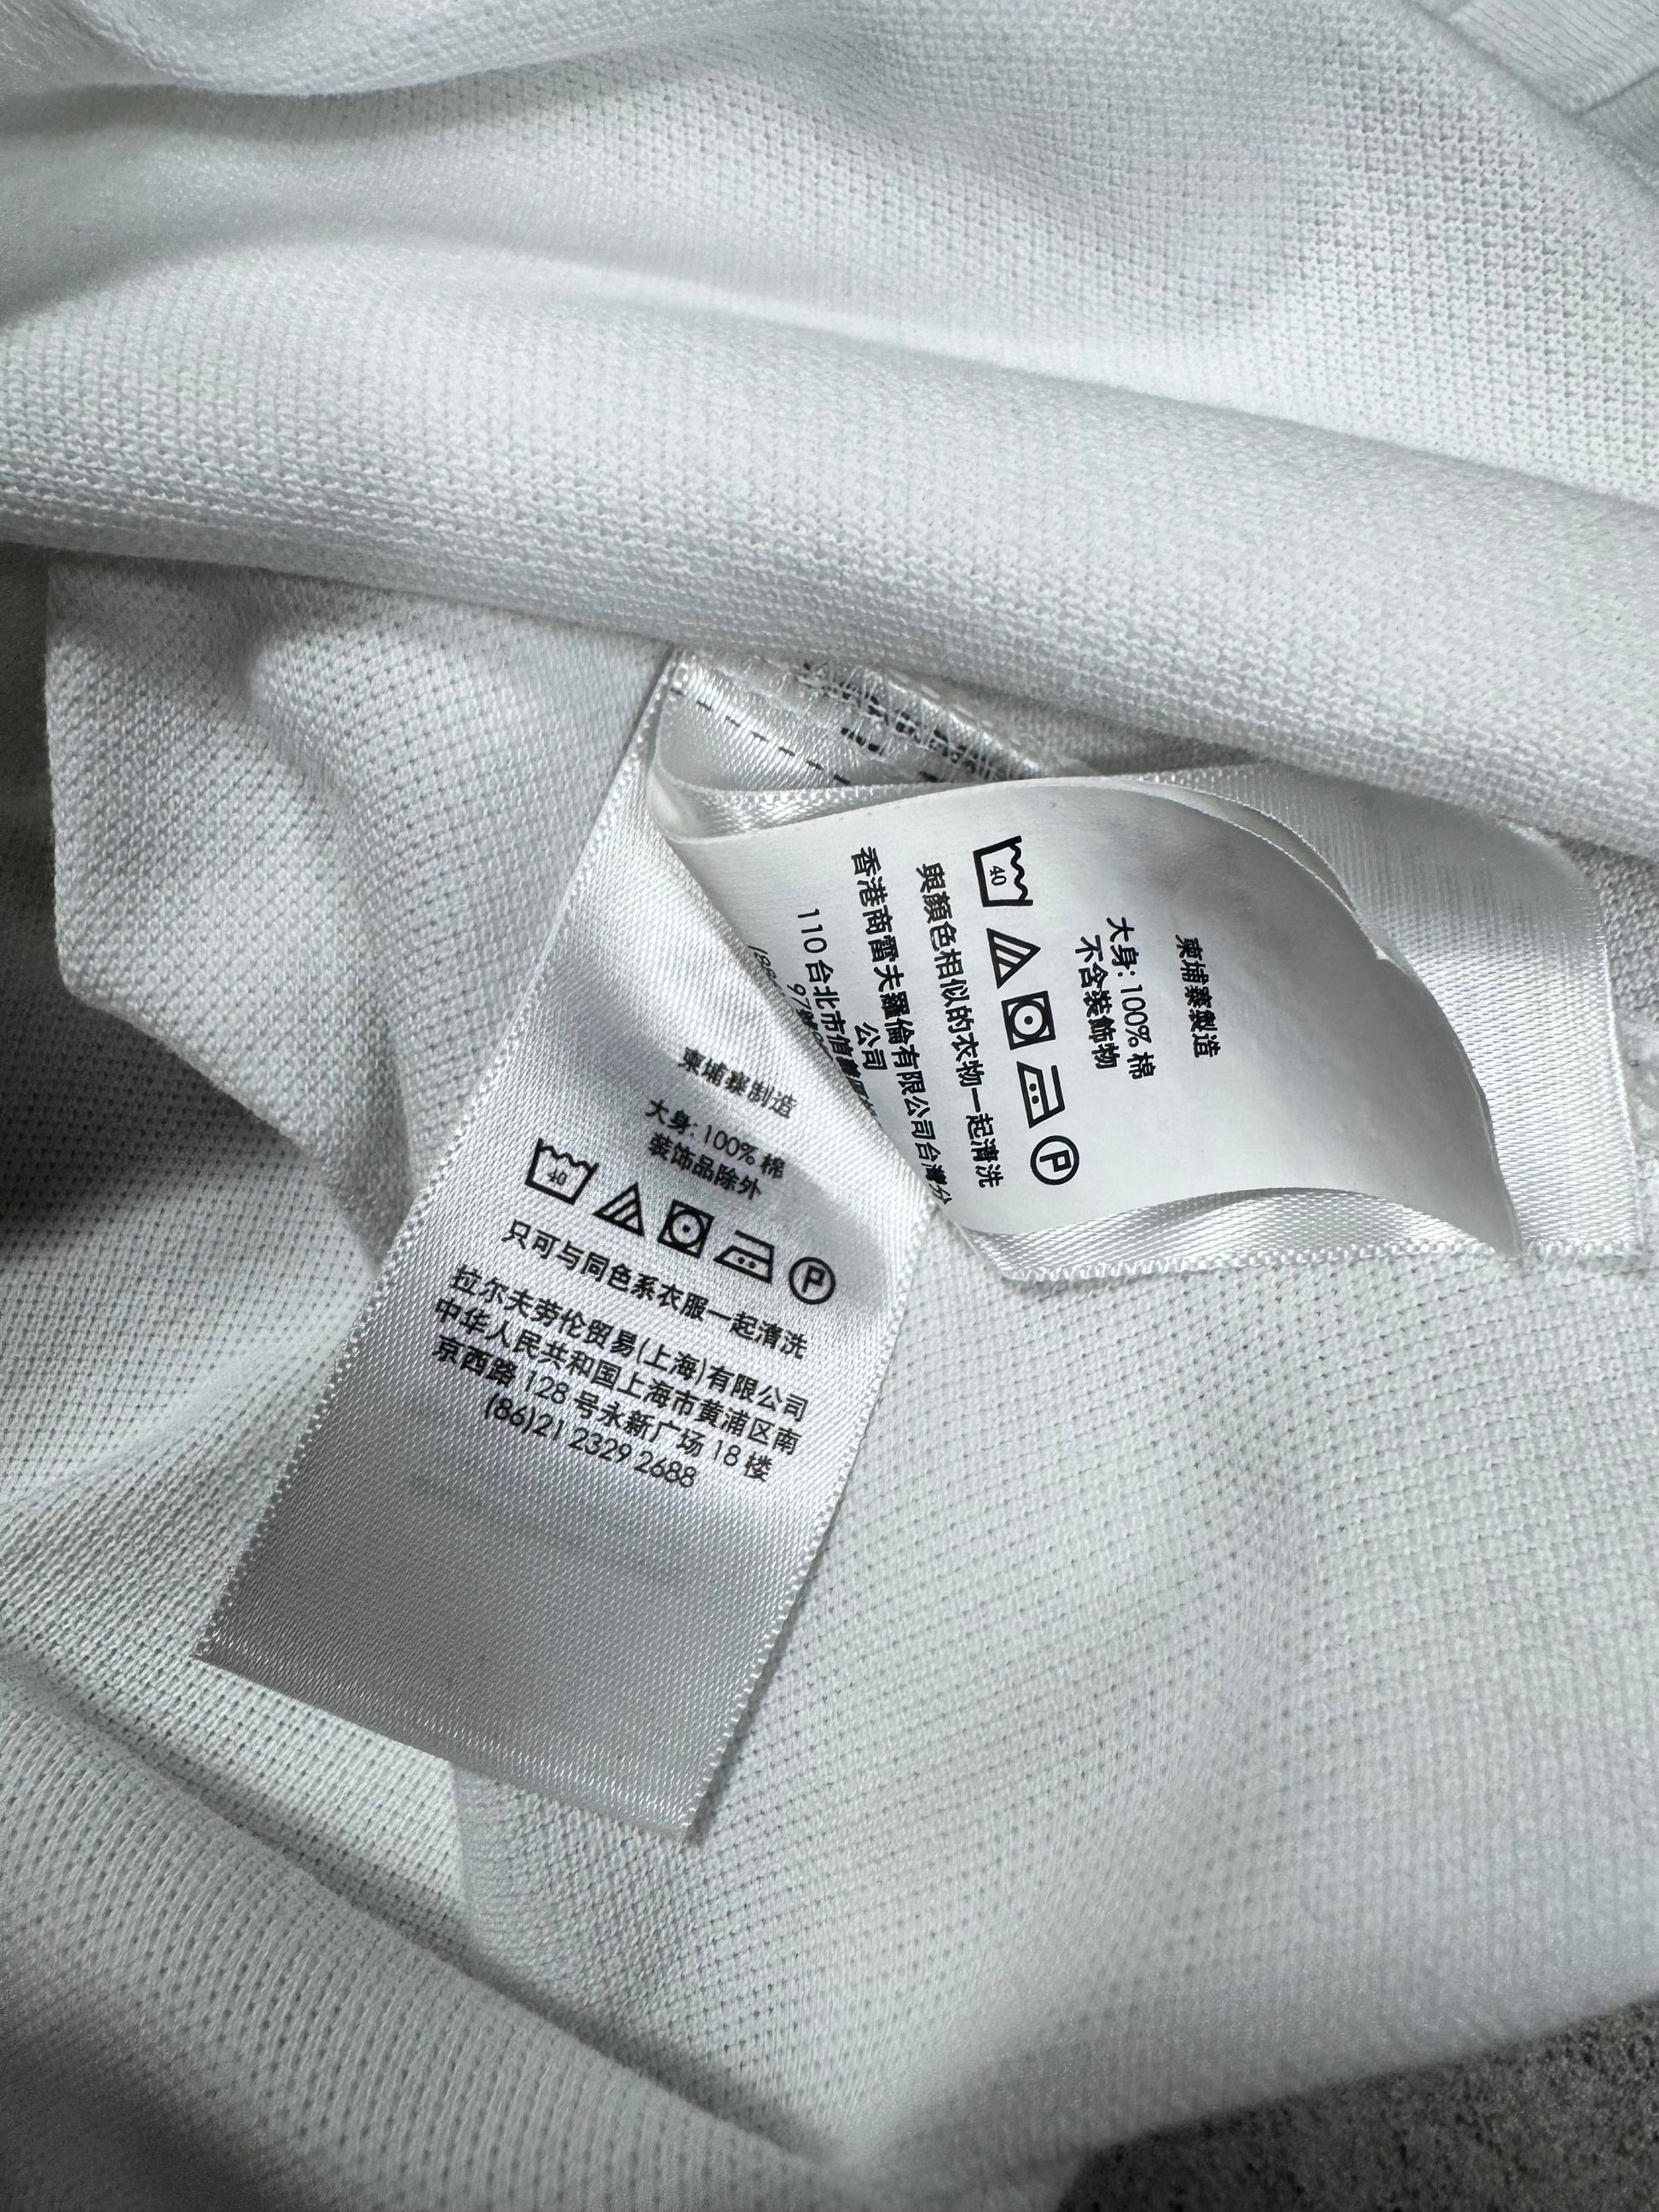 柬埔寨制造
大身: 100% 棉
装饰品除外
40
P
只可与同色系衣服一起清洗
拉尔夫劳伦贸易(上海)有限公司
中华人民共和国上海市黄浦区南
京西路 128 号永新广场 18 楼
(86)21 2329 2688
柬埔寨製造
大身: 100% 棉
不含裝飾物
40
P
與顏色相似的衣物一起清洗
香港商雷夫羅倫有限公司台灣分
公司
110 台北市信義區